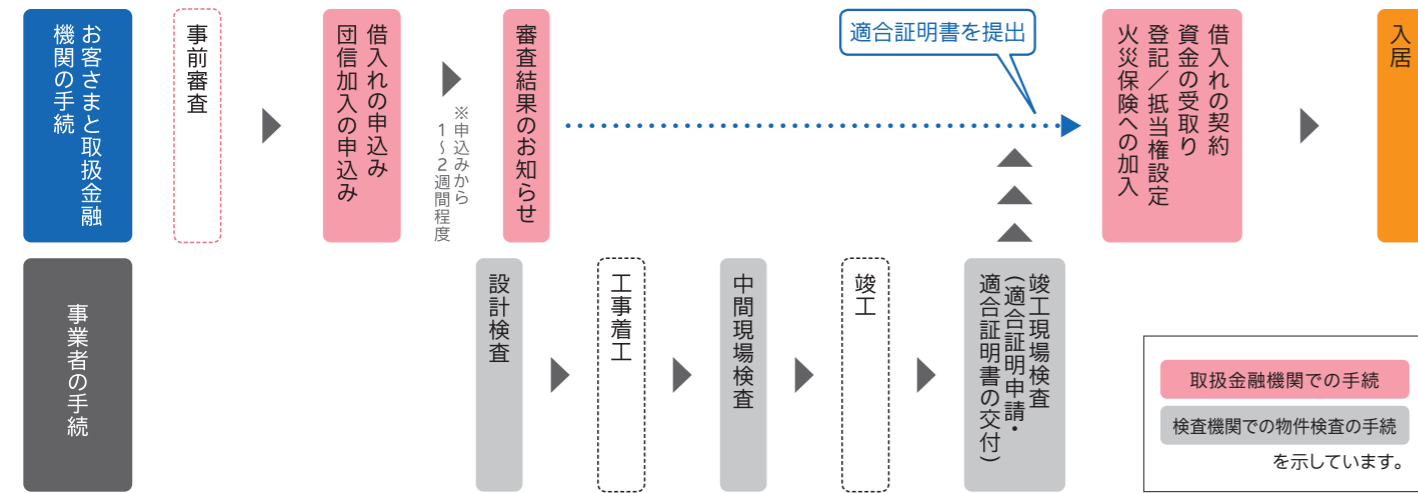 お客さまと取扱金融
機関の手続
事前審査
借入れの申込み
団信加入の申込み
※申込みから
1~2週間程度
審査結果のお知らせ
適合証明書を提出
借入れの契約
資金の受取り
登記/抵当権設定
火災保険への加入
入居
事業者の手続
設計検査
工事着工
中間現場検査
竣工
竣工現場検査
(適合証明申請・
適合証明書の交付)
取扱金融機関での手続
検査機関での物件検査の手続
を示しています。